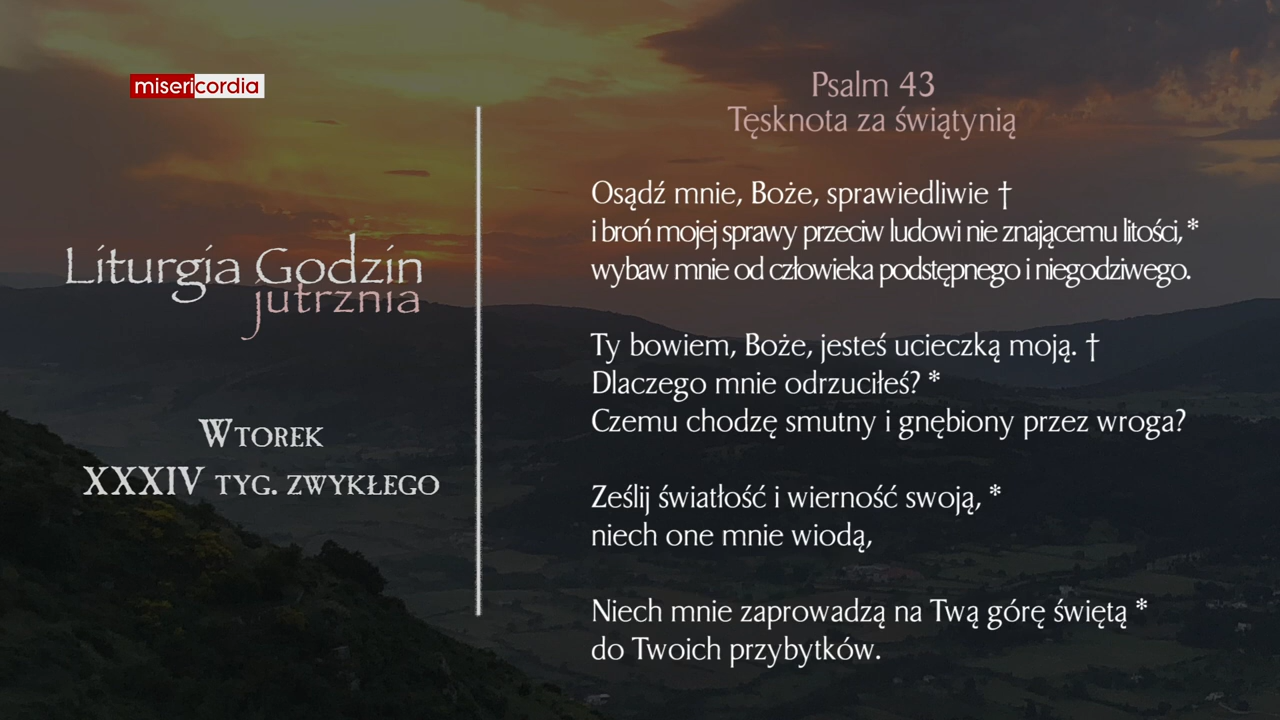 misericordia
Liturgia Godzin
jutrznia
Wtorek
XXXIV tyg. zwykłego
Psalm 43
Tęsknota za świątynią
Osądź mnie, Boże, sprawiedliwie †
i broń mojej sprawy przeciw ludowi nie znającemu litości, *
wybaw mnie od człowieka podstępnego i niegodziwego.
Ty bowiem, Boże, jesteś ucieczką moją. †
Dlaczego mnie odrzuciłeś? *
Czemu chodzę smutny i gnębiony przez wroga?
Ześlij światłość i wierność swoją, *
niech one mnie wiodą,
Niech mnie zaprowadzą na Twą górę świętą *
do Twoich przybytków.